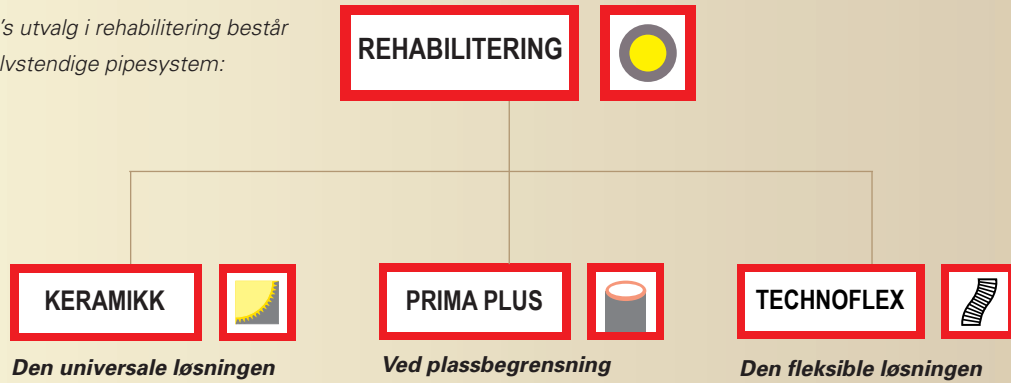 's utvalg i rehabilitering består
lvstendige pipesystem:
REHABILITERING
KERAMIKK
PRIMA PLUS
TECHNOFLEX
Den universale løsningen
Ved plassbegrensning
Den fleksible løsningen